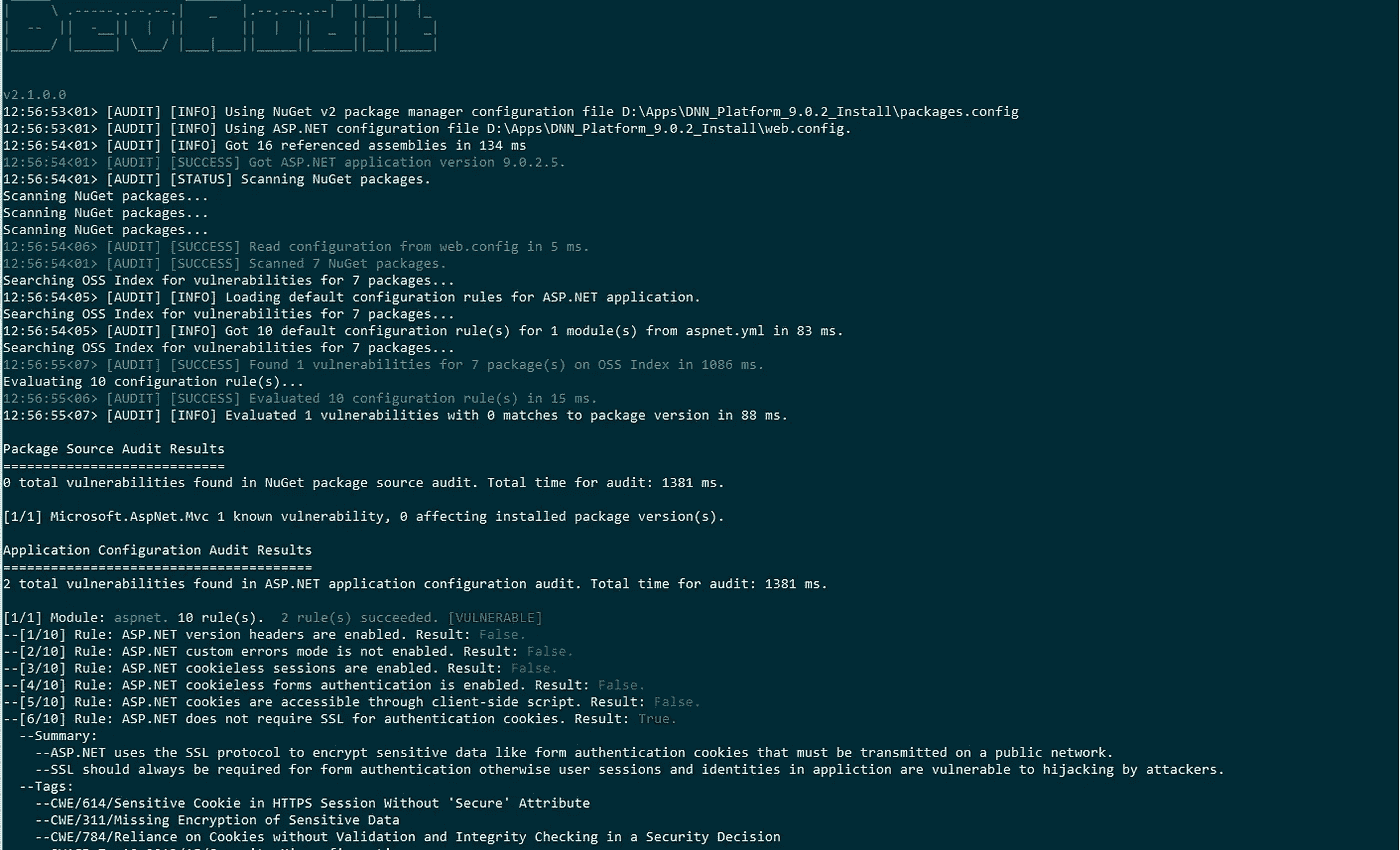 v2.1.0.0
12:56:53<01> [AUDIT] [INFO] Using NuGet v2 package manager configuration file D:\Apps\DNN_Platform_9.0.2_Install\packages.config
12:56:53<01> [AUDIT] [INFO] Using ASP.NET configuration file D:\Apps\DNN_Platform_9.0.2_Install\web.config.
12:56:54<01> [AUDIT] [INFO] Got 16 referenced assemblies in 134 ms
12:56:54<01> [AUDIT] [SUCCESS] Got ASP.NET application version 9.0.2.5.
12:56:54<01> [AUDIT] [STATUS] Scanning NuGet packages.
Scanning NuGet packages...
Scanning NuGet packages...
Scanning NuGet packages...
12:56:54<06> [AUDIT] [SUCCESS] Read configuration from web.config in 5 ms.
12:56:54<01> [AUDIT] [SUCCESS] Scanned 7 NuGet packages.
Searching OSS Index for vulnerabilities for 7 packages...
12:56:54<05> [AUDIT] [INFO] Loading default configuration rules for ASP.NET application.
Searching OSS Index for vulnerabilities for 7 packages...
12:56:54<05> [AUDIT] [INFO] Got 10 default configuration rule(s) for 1 module(s) from aspnet.yml in 83 ms.
Searching OSS Index for vulnerabilities for 7 packages...
12:56:55<07> [AUDIT] [SUCCESS] Found 1 vulnerabilities for 7 package(s) on OSS Index in 1086 ms.
Evaluating 10 configuration rule(s)...
12:56:55<06> [AUDIT] [SUCCESS] Evaluated 10 configuration rule(s) in 15 ms.
12:56:55<07> [AUDIT] [INFO] Evaluated 1 vulnerabilities with 0 matches to package version in 88 ms.
Package Source Audit Results
============================
0 total vulnerabilities found in NuGet package source audit. Total time for audit: 1381 ms.
[1/1] Microsoft.AspNet.Mvc 1 known vulnerability, 0 affecting installed package version(s).
Application Configuration Audit Results
=======================================
2 total vulnerabilities found in ASP.NET application configuration audit. Total time for audit: 1381 ms.
[1/1] Module: aspnet. 10 rule(s).  2 rule(s) succeeded. [VULNERABLE]
--[1/10] Rule: ASP.NET version headers are enabled. Result: False.
--[2/10] Rule: ASP.NET custom errors mode is not enabled. Result: False.
--[3/10] Rule: ASP.NET cookieless sessions are enabled. Result: False.
--[4/10] Rule: ASP.NET cookieless forms authentication is enabled. Result: False.
--[5/10] Rule: ASP.NET cookies are accessible through client-side script. Result: False.
--[6/10] Rule: ASP.NET does not require SSL for authentication cookies. Result: True.
--Summary:
--ASP.NET uses the SSL protocol to encrypt sensitive data like form authentication cookies that must be transmitted on a public network.
--SSL should always be required for form authentication otherwise user sessions and identities in appliction are vulnerable to hijacking by attackers.
--Tags:
--CWE/614/Sensitive Cookie in HTTPS Session Without 'Secure' Attribute
--CWE/311/Missing Encryption of Sensitive Data
--CWE/784/Reliance on Cookies without Validation and Integrity Checking in a Security Decision